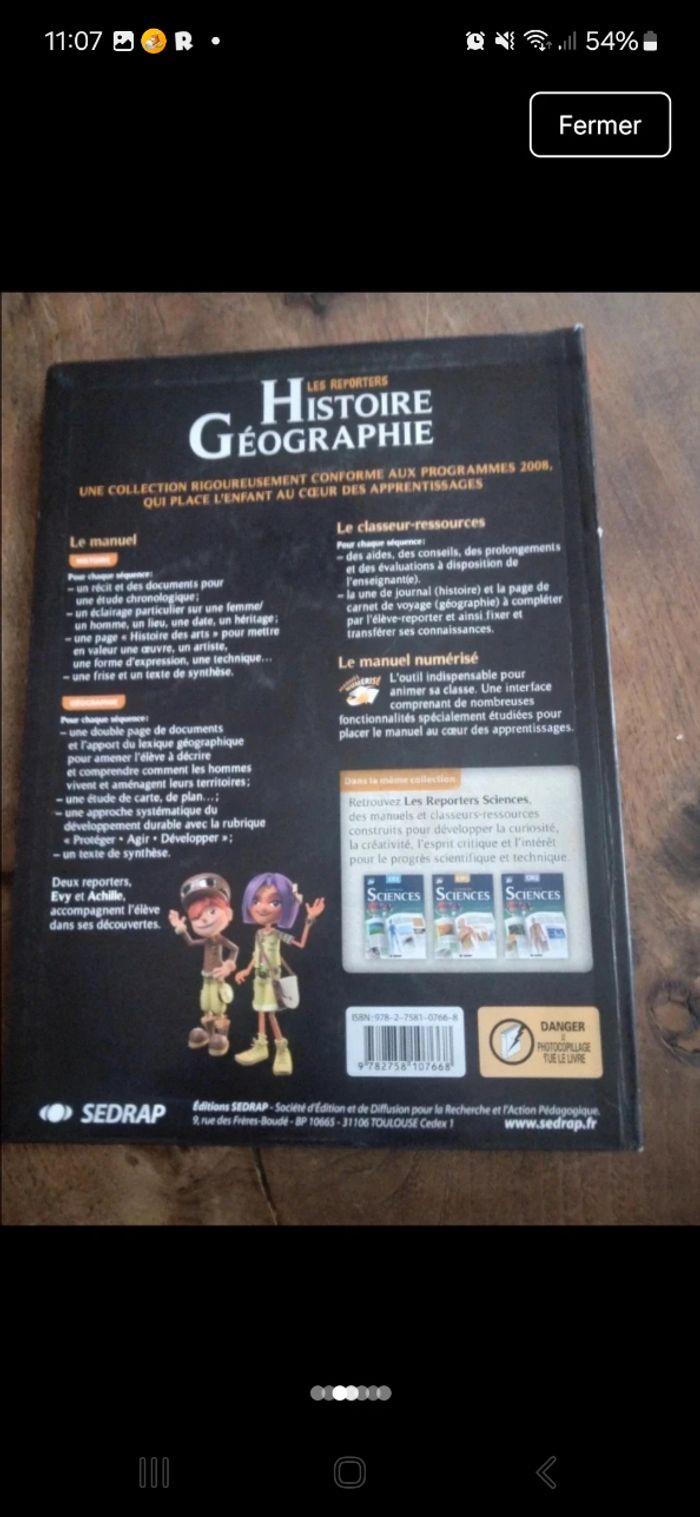 11:07
54%
Fermer
LES REPORTERS
HISTOIRE
GÉOGRAPHIE
UNE COLLECTION RIGOUREUSEMENT CONFORME AUX PROGRAMMES 2008,
QUI PLACE L'ENFANT AU CŒUR DES APPRENTISSAGES
Le manuel
HISTOIRE
Pour chaque séquence:
– un récit et des documents pour
une étude chronologique;
– un éclairage particulier sur une femme/
un homme, un lieu, une date, un héritage;
– une page « Histoire des arts » pour mettre
en valeur une œuvre, un artiste,
une forme d'expression, une technique...
– une frise et un texte de synthèse.
GÉOGRAPHIE
Pour chaque séquence:
– une double page de documents
et l'apport du lexique géographique
pour amener l'élève à décrire
et comprendre comment les hommes
vivent et aménagent leurs territoires;
– une étude de carte, de plan...;
– une approche systématique du
développement durable avec la rubrique
« Protéger • Agir • Développer »;
– un texte de synthèse.
Deux reporters,
Evy et Achille,
accompagnent l'élève
dans ses découvertes.
Le classeur-ressources
Pour chaque séquence:
– des aides, des conseils, des prolongements
et des évaluations à disposition de
l'enseignant(e).
– la une de journal (histoire) et la page de
carnet de voyage (géographie) à compléter
par l'élève-reporter et ainsi fixer et
transférer ses connaissances.
Le manuel numérisé
L'outil indispensable pour
animer sa classe. Une interface
comprenant de nombreuses
fonctionnalités spécialement étudiées pour
placer le manuel au cœur des apprentissages.
Dans la même collection
Retrouvez Les Reporters Sciences,
des manuels et classeurs-ressources
construits pour développer la curiosité,
la créativité, l'esprit critique et l'intérêt
pour le progrès scientifique et technique.
SCIENCES
SCIENCES
SCIENCES
ISBN: 978-2-7581-0766-8
9 782758 107668
DANGER
LE
PHOTOCOPILLAGE
TUE LE LIVRE
SEDRAP
Éditions SEDRAP - Société d'Édition et de Diffusion pour la Recherche et l'Action Pédagogique.
9, rue des Frères-Boudé - BP 10665 - 31106 TOULOUSE Cedex 1
www.sedrap.fr